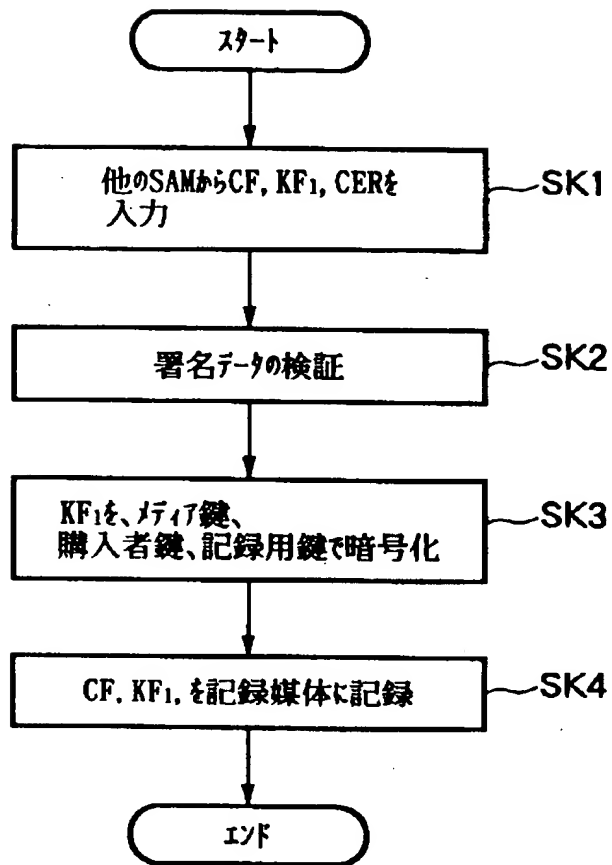 スタート
他のSAMからCF, KF₁, CERを
入力
SK1
署名データの検証
SK2
KF₁を、メディア鍵、
購入者鍵、記録用鍵で暗号化
SK3
CF, KF₁, を記録媒体に記録
SK4
エンド